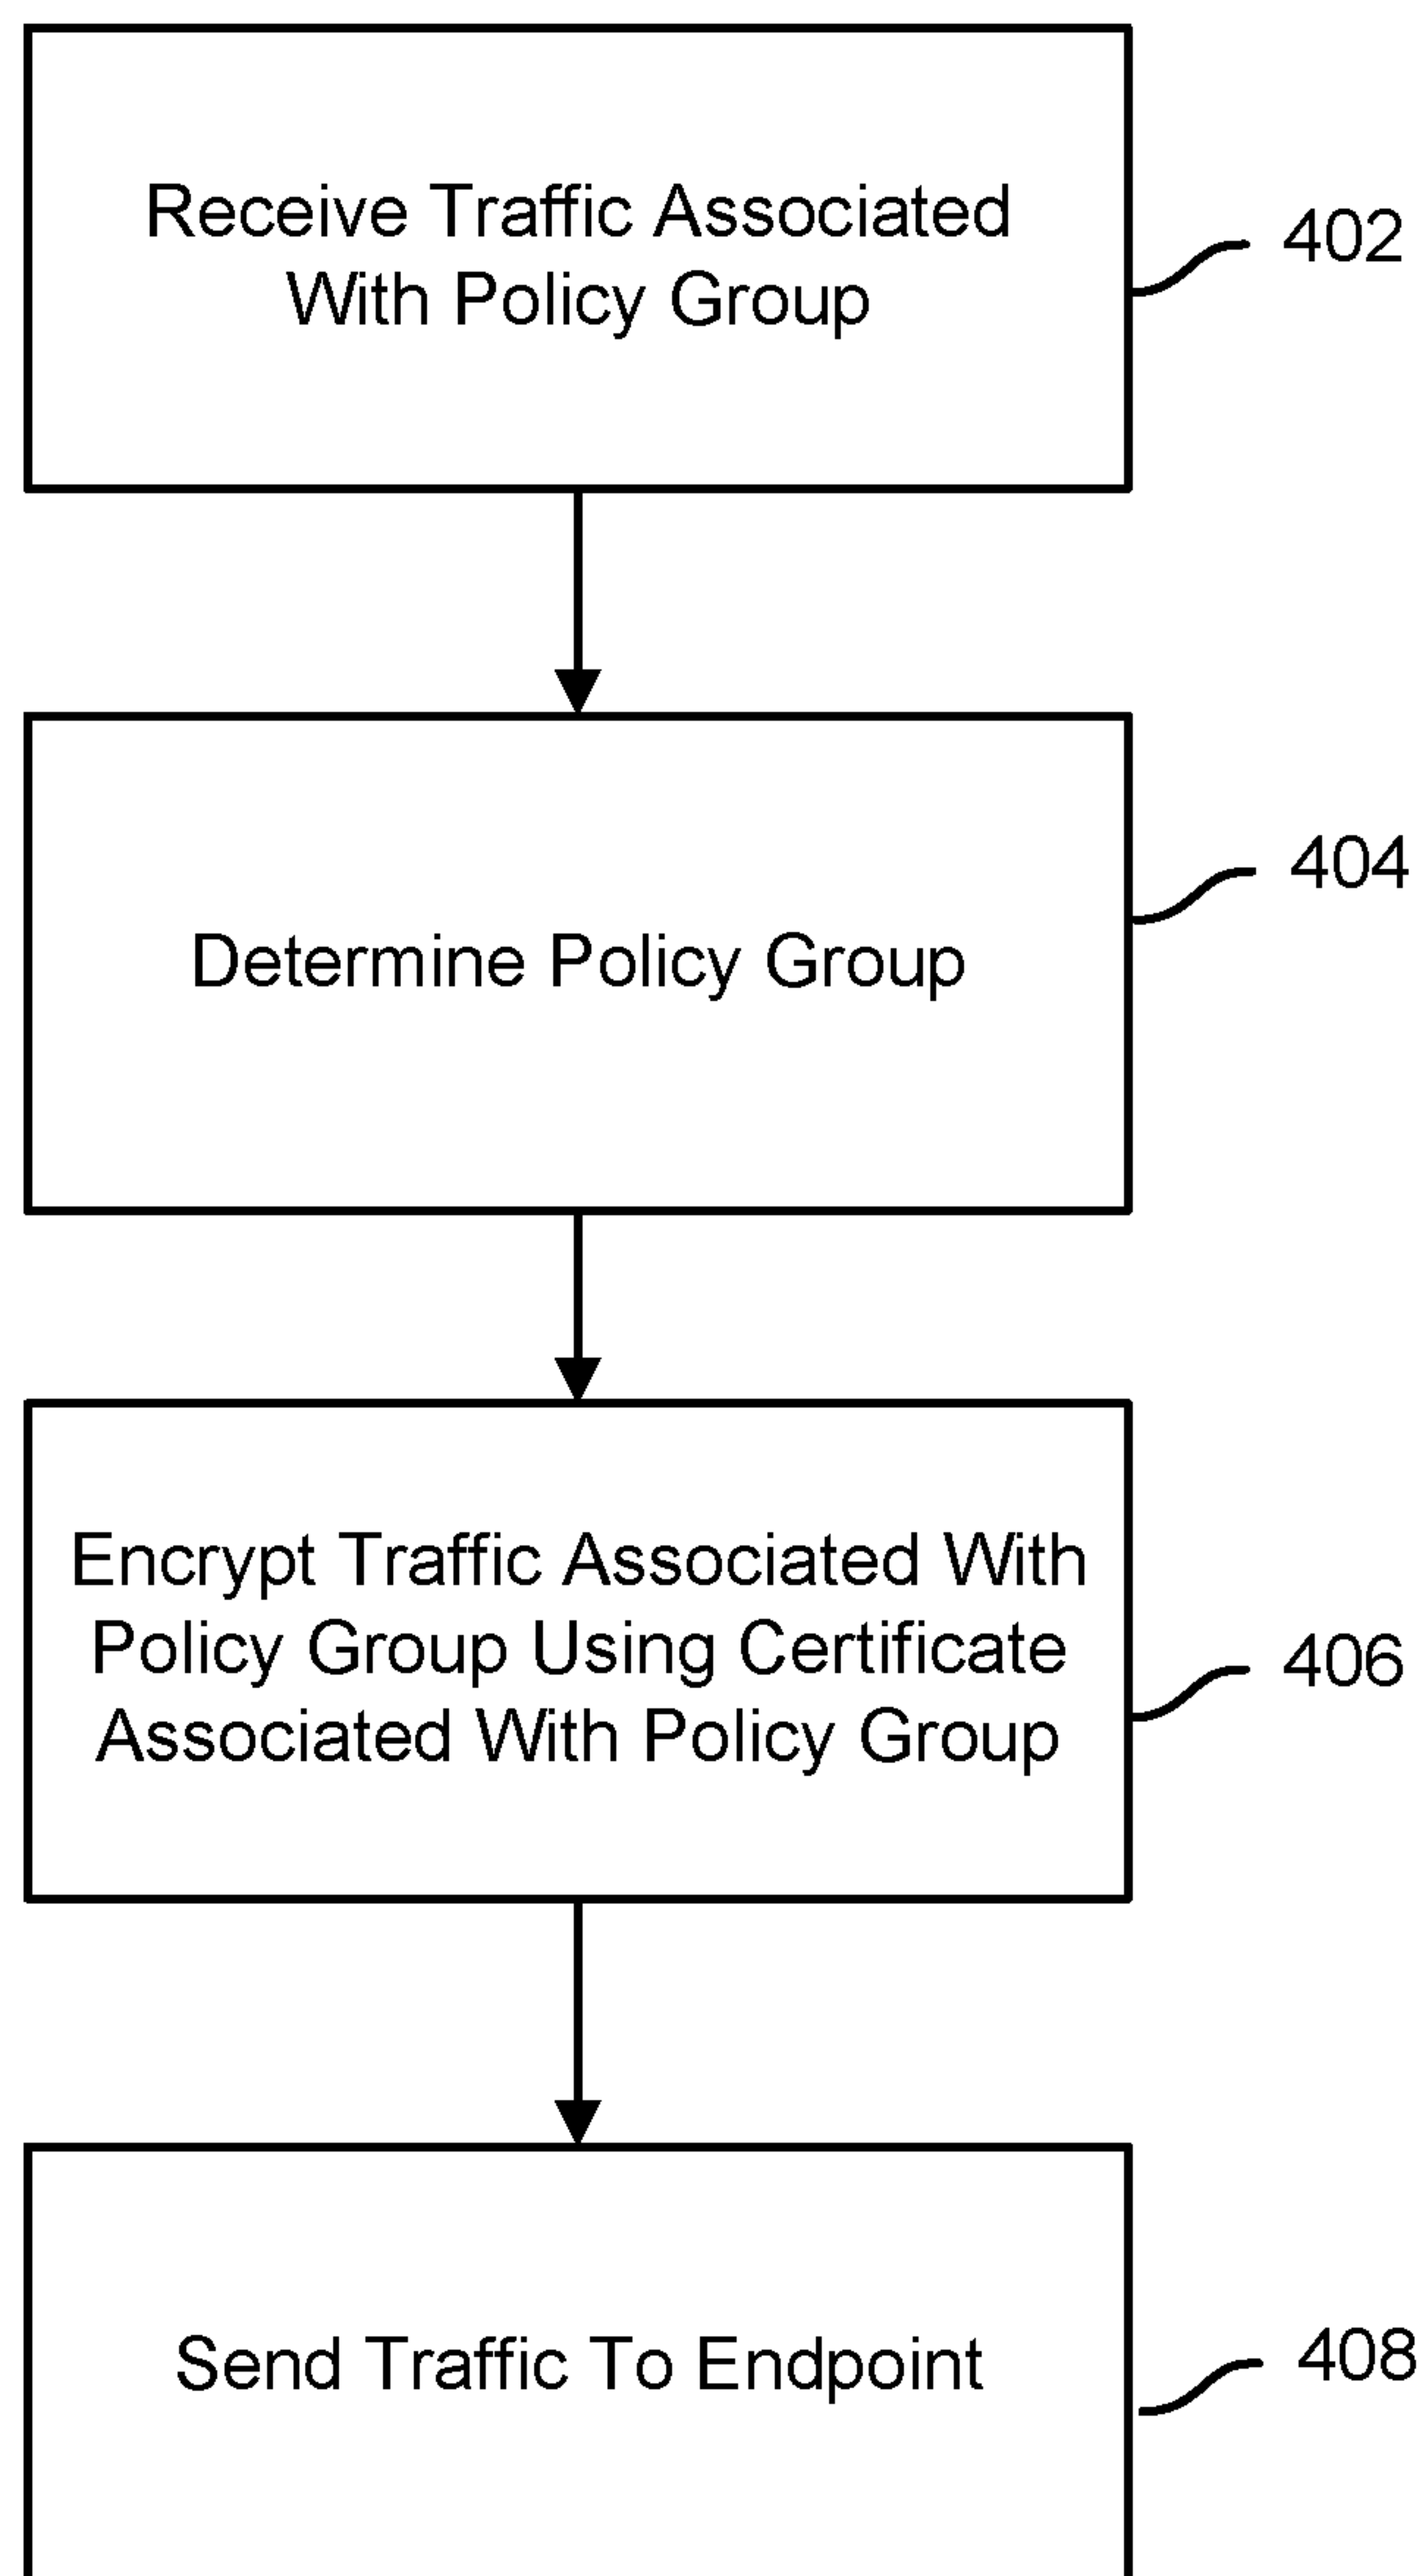 Receive Traffic Associated
With Policy Group
402
Determine Policy Group
404
Encrypt Traffic Associated With
Policy Group Using Certificate
Associated With Policy Group
406
Send Traffic To Endpoint
408